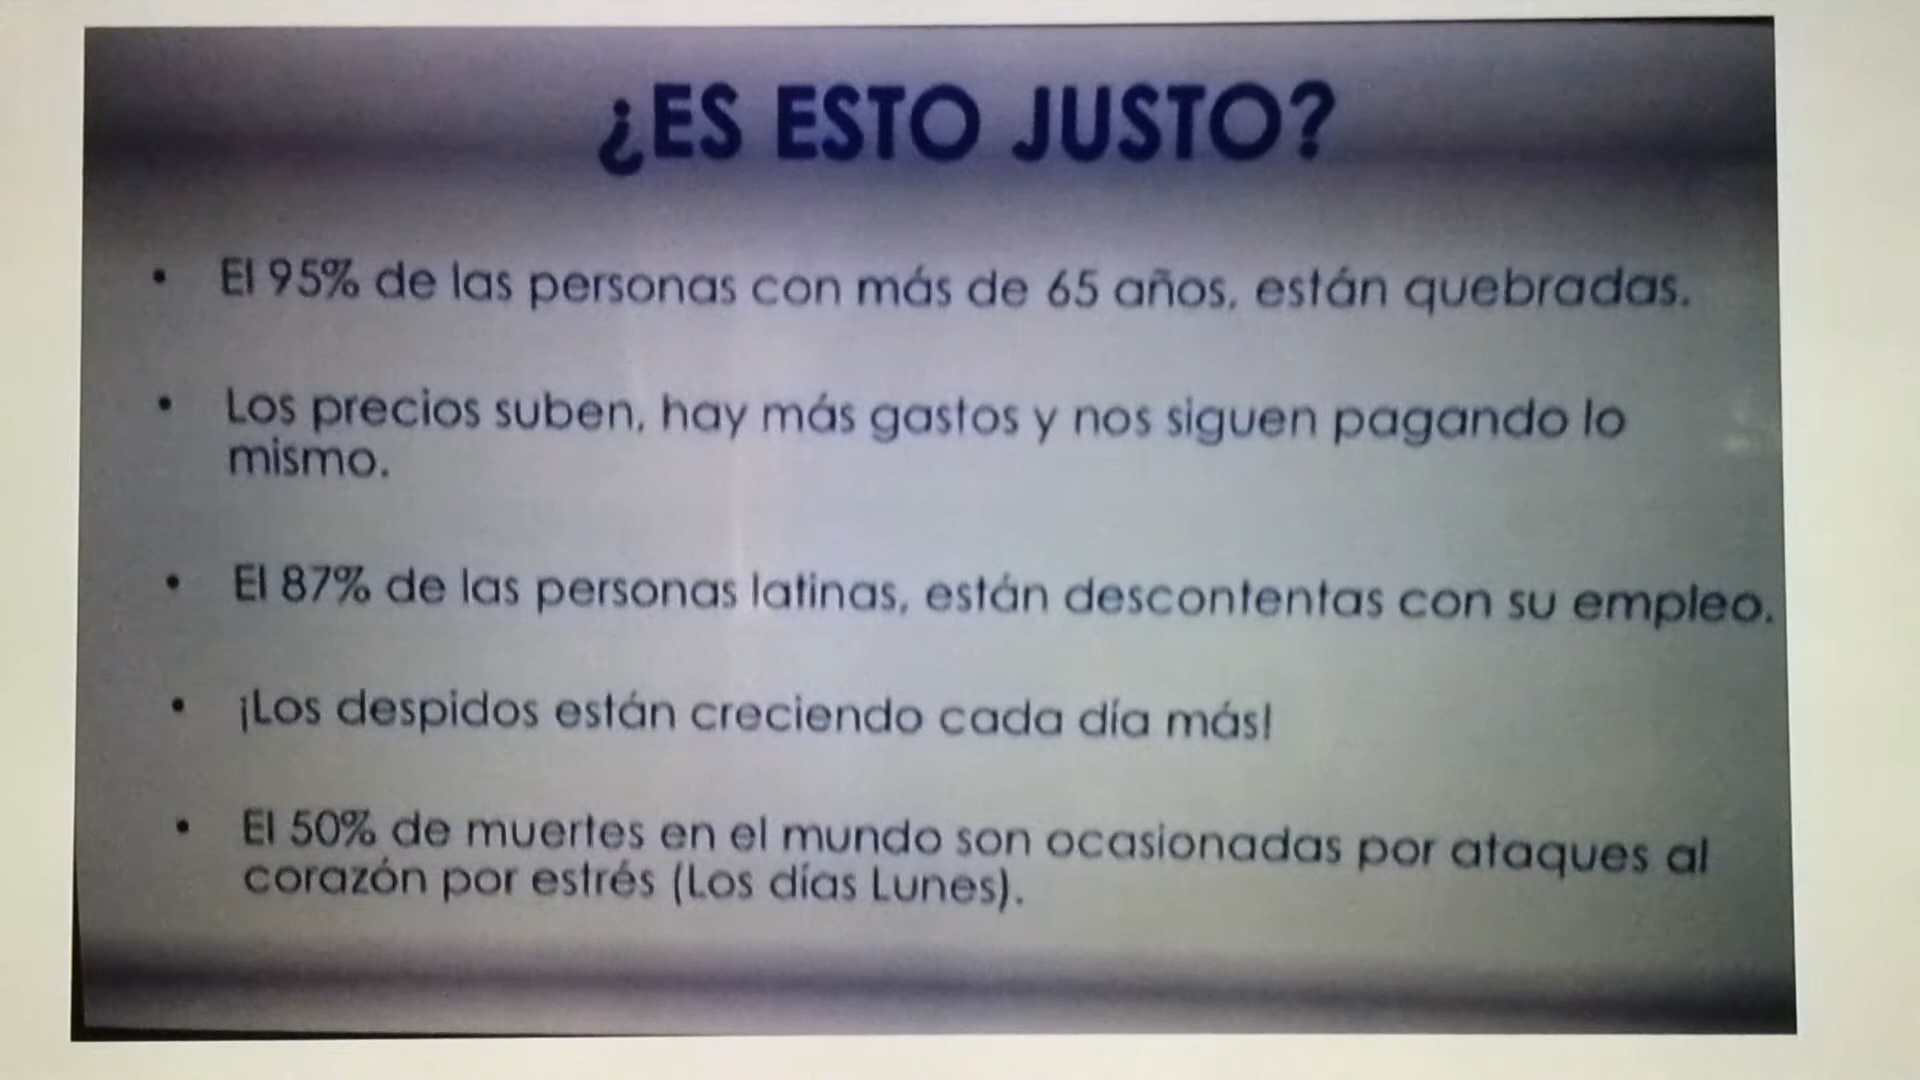 ¿ES ESTO JUSTO?
• El 95% de las personas con más de 65 años, están quebradas.
• Los precios suben, hay más gastos y nos siguen pagando lo
mismo.
• El 87% de las personas latinas, están descontentas con su empleo.
• ¡Los despidos están creciendo cada día más!
• El 50% de muertes en el mundo son ocasionadas por ataques al
corazón por estrés (Los días Lunes).